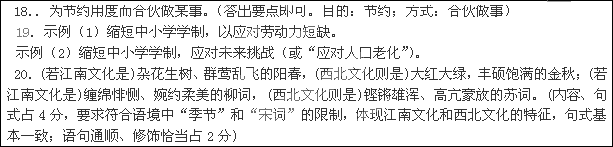 18.．为节约用度而合伙做某事。（答出要点即可。目的：节约；方式：合伙做事）
19．示例（1）缩短中小学学制，以应对劳动力短缺。
示例（2）缩短中小学学制，应对未来挑战（或“应对人口老化”）。
20．(若江南文化是)杂花生树、群莺乱飞的阳春，(西北文化则是)大红大绿，丰硕饱满的金秋；(若
江南文化是)缠绵悱恻、婉约柔美的柳词，(西北文化则是)铿锵雄浑、高亢豪放的苏词。(内容、句
式占 4 分，要求符合语境中“季节”和“宋词”的限制，体现江南文化和西北文化的特征，句式基
本一致；语句通顺、修饰恰当占 2 分)